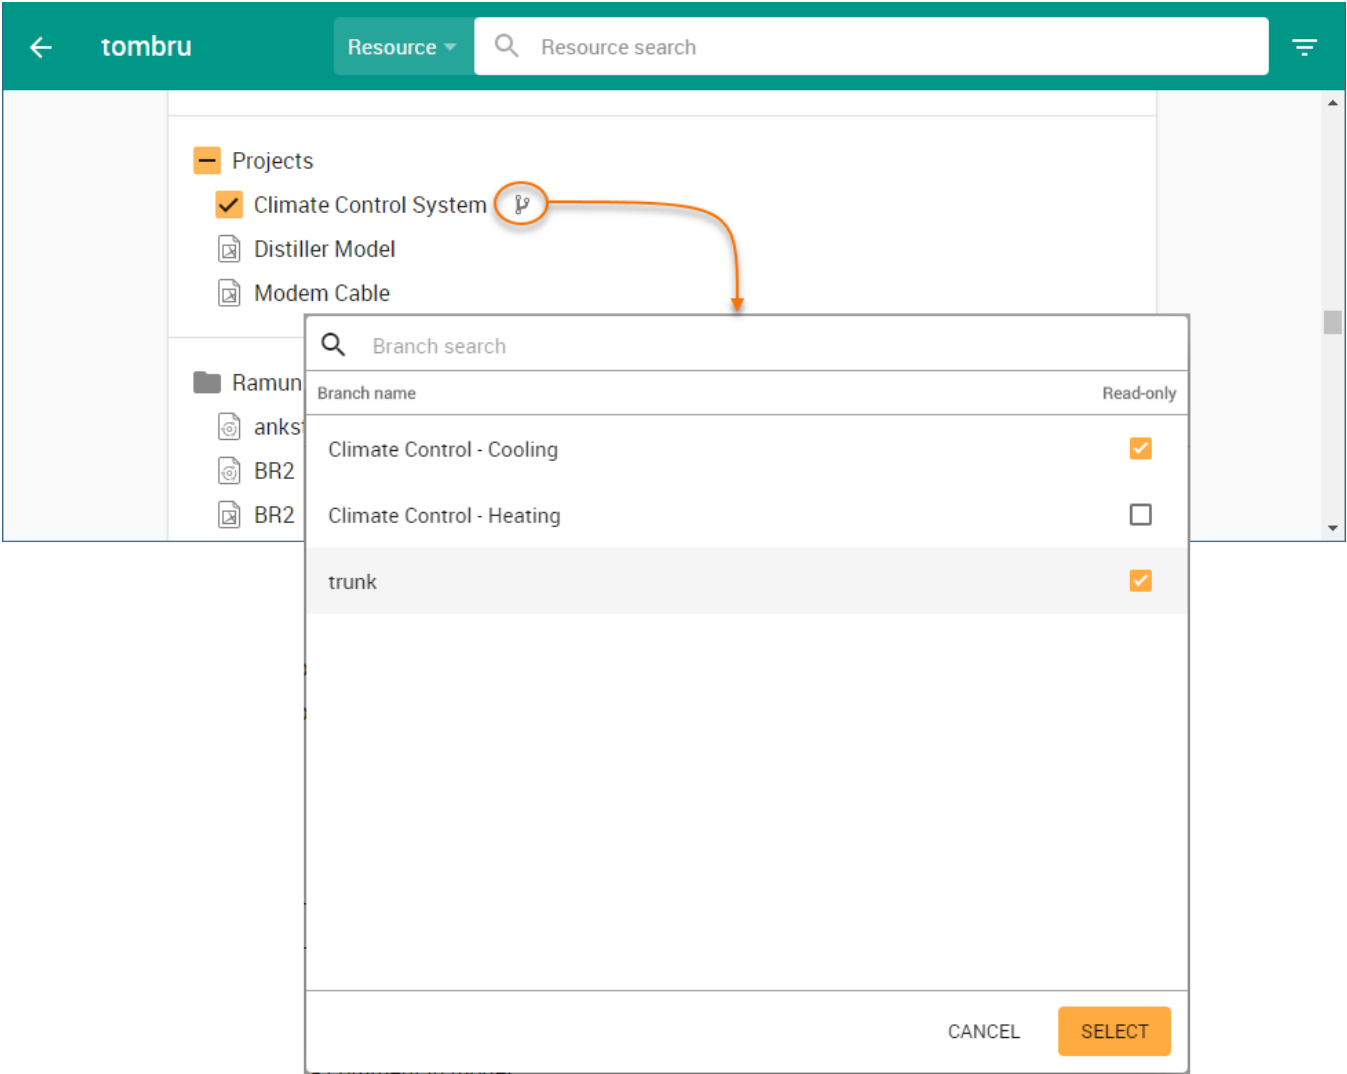 tombru
Resource
Resource search
Projects
Climate Control System
Distiller Model
Modem Cable
Ramun
BR2
BR2
Branch search
Branch name Read-only
Climate Control - Cooling
Climate Control - Heating
trunk
CANCEL SELECT